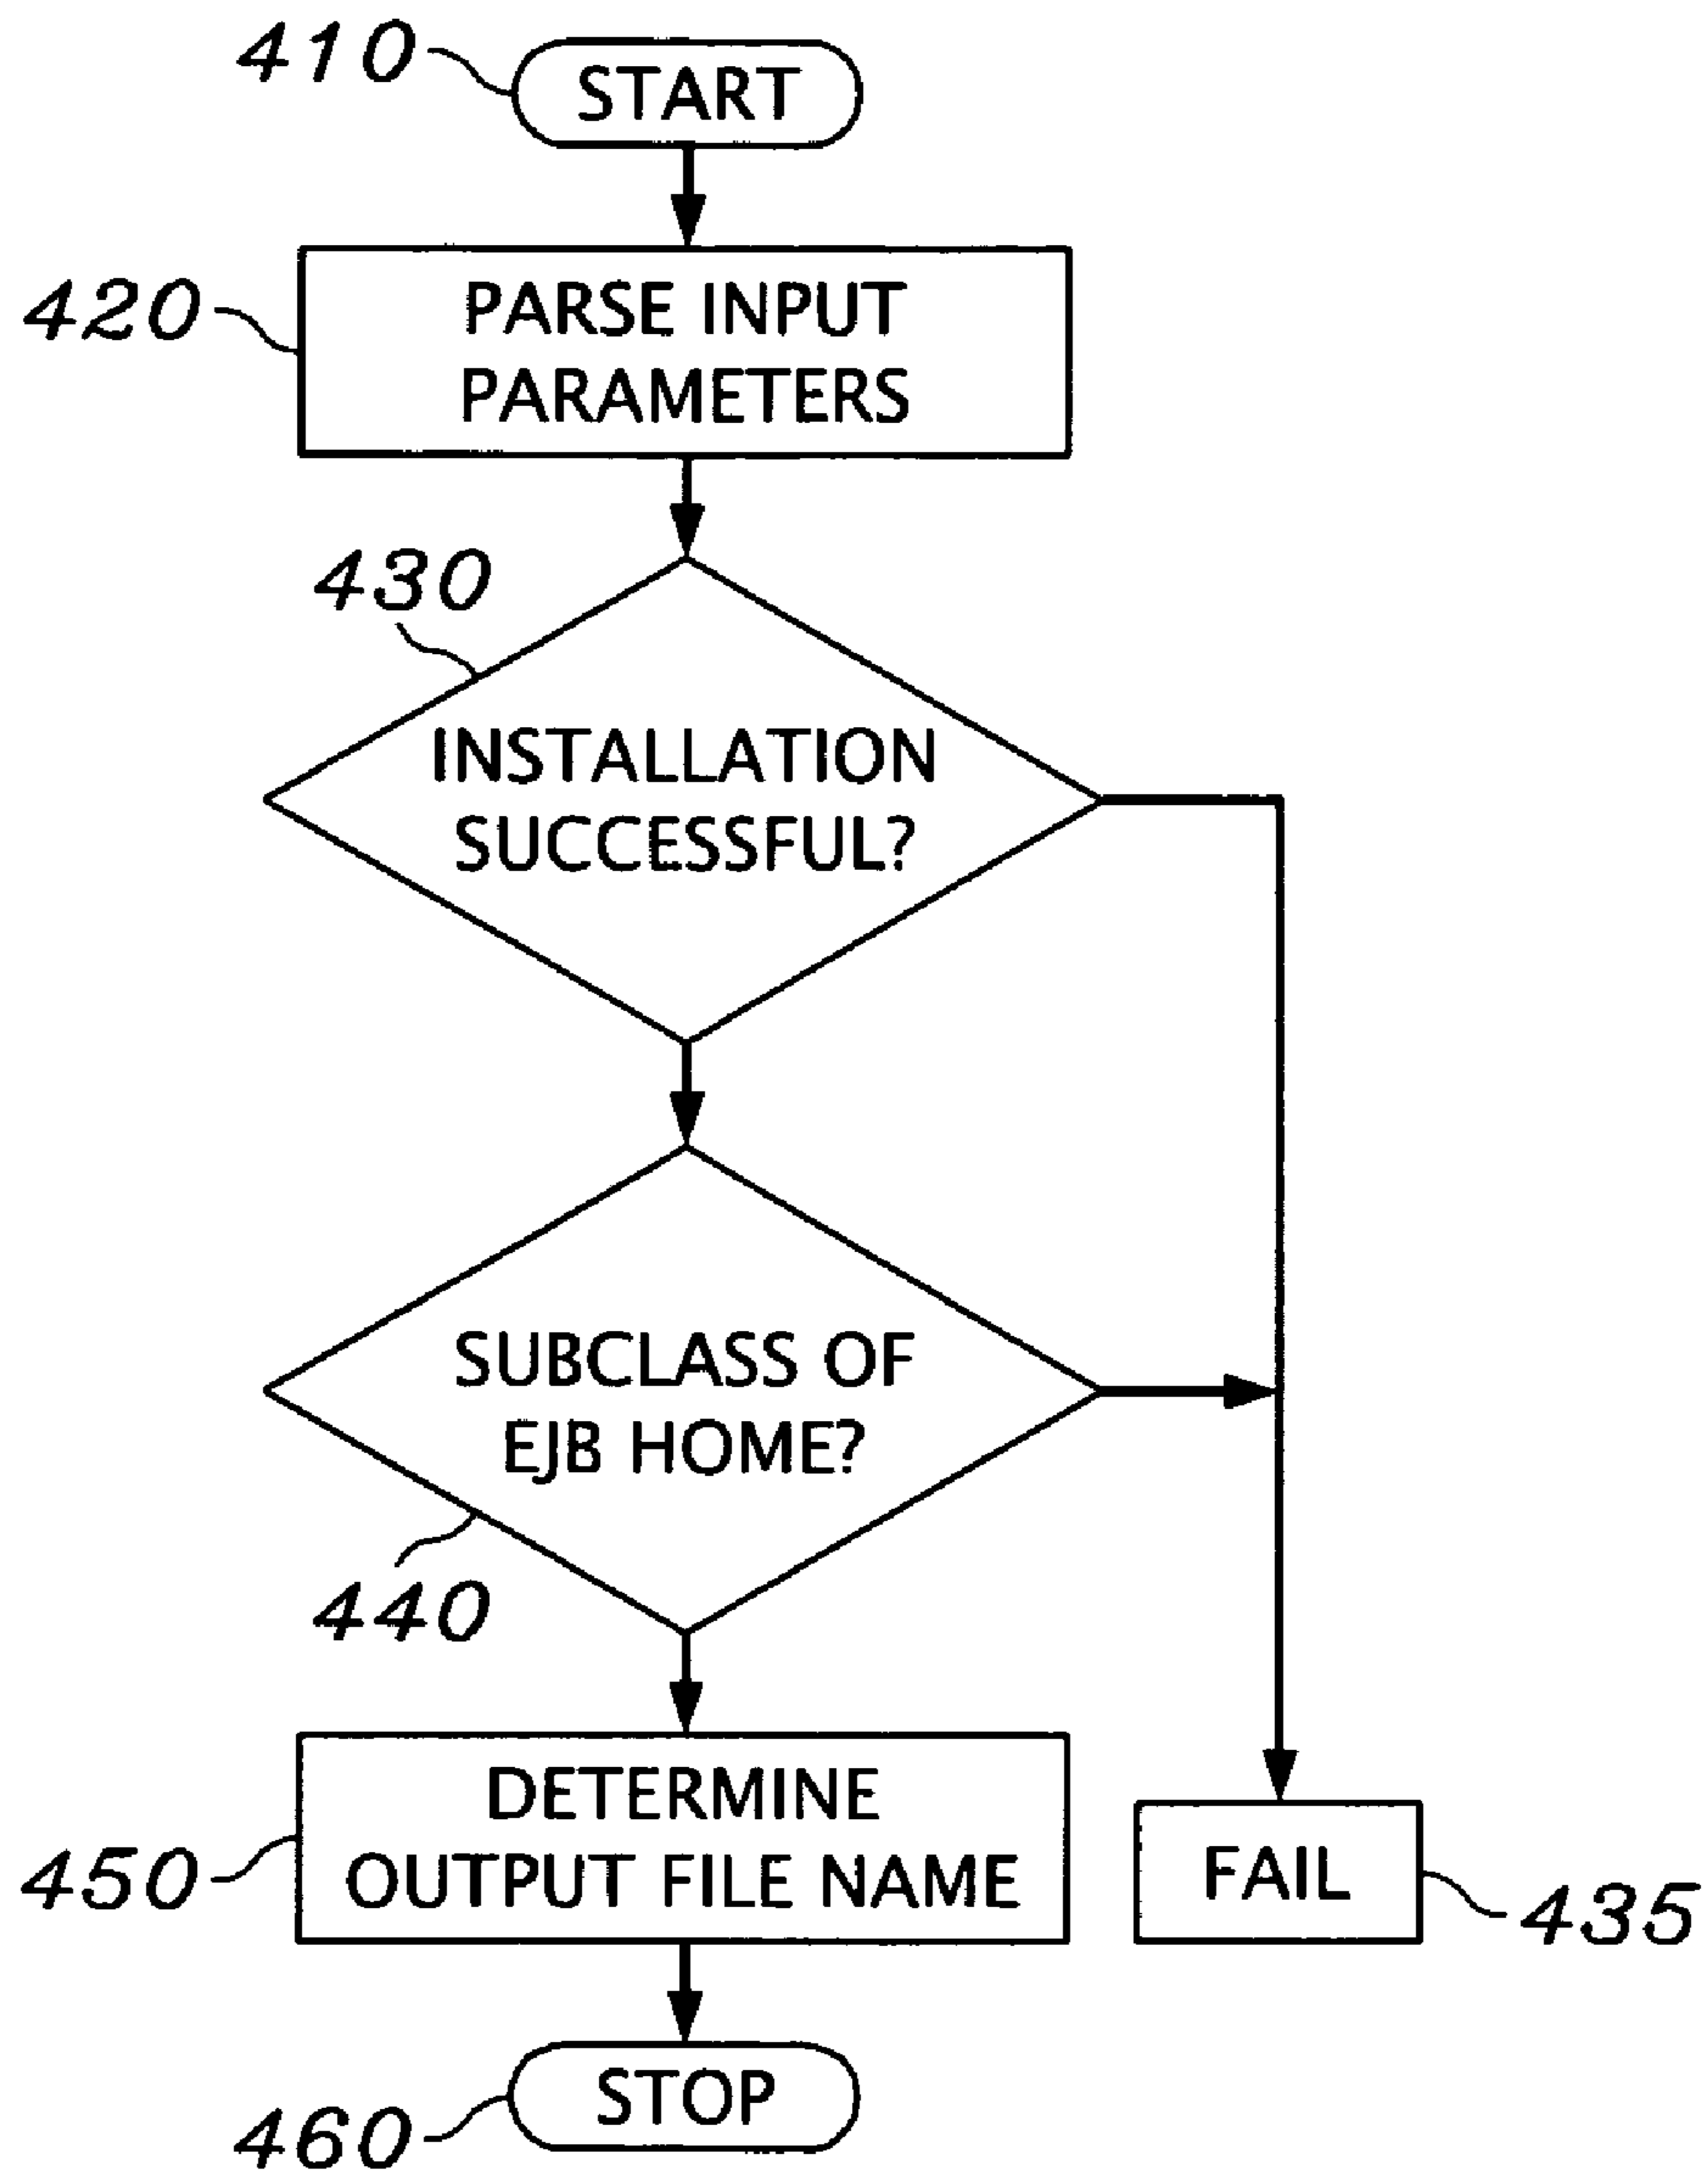 410
START
420
PARSE INPUT
PARAMETERS
430
INSTALLATION
SUCCESSFUL?
SUBCLASS OF
EJB HOME?
440
DETERMINE
OUTPUT FILE NAME
450
FAIL
435
STOP
460